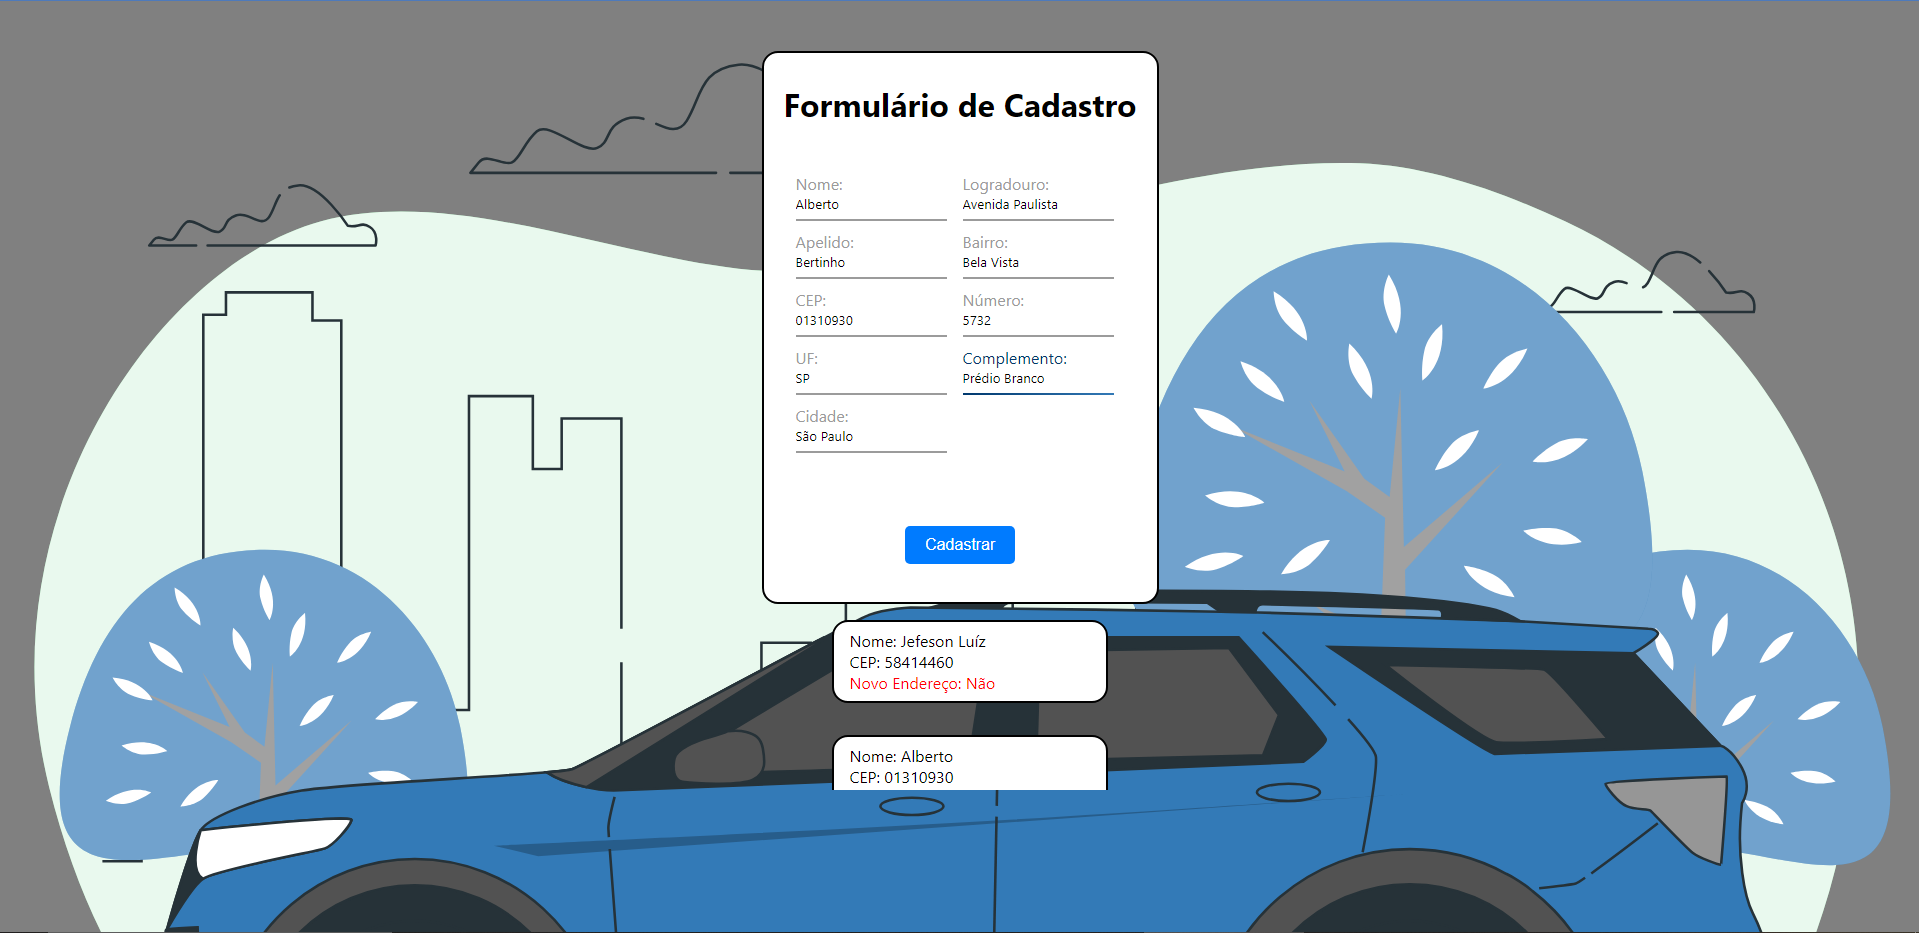 Formulário de Cadastro
Nome:
Alberto
Apelido:
Bertinho
CEP:
01310930
UF:
SP
Cidade:
São Paulo
Logradouro:
Avenida Paulista
Bairro:
Bela Vista
Número:
5732
Complemento:
Prédio Branco
Cadastrar
Nome: Jefeson Luíz
CEP: 58414460
Novo Endereço: Não
Nome: Alberto
CEP: 01310930